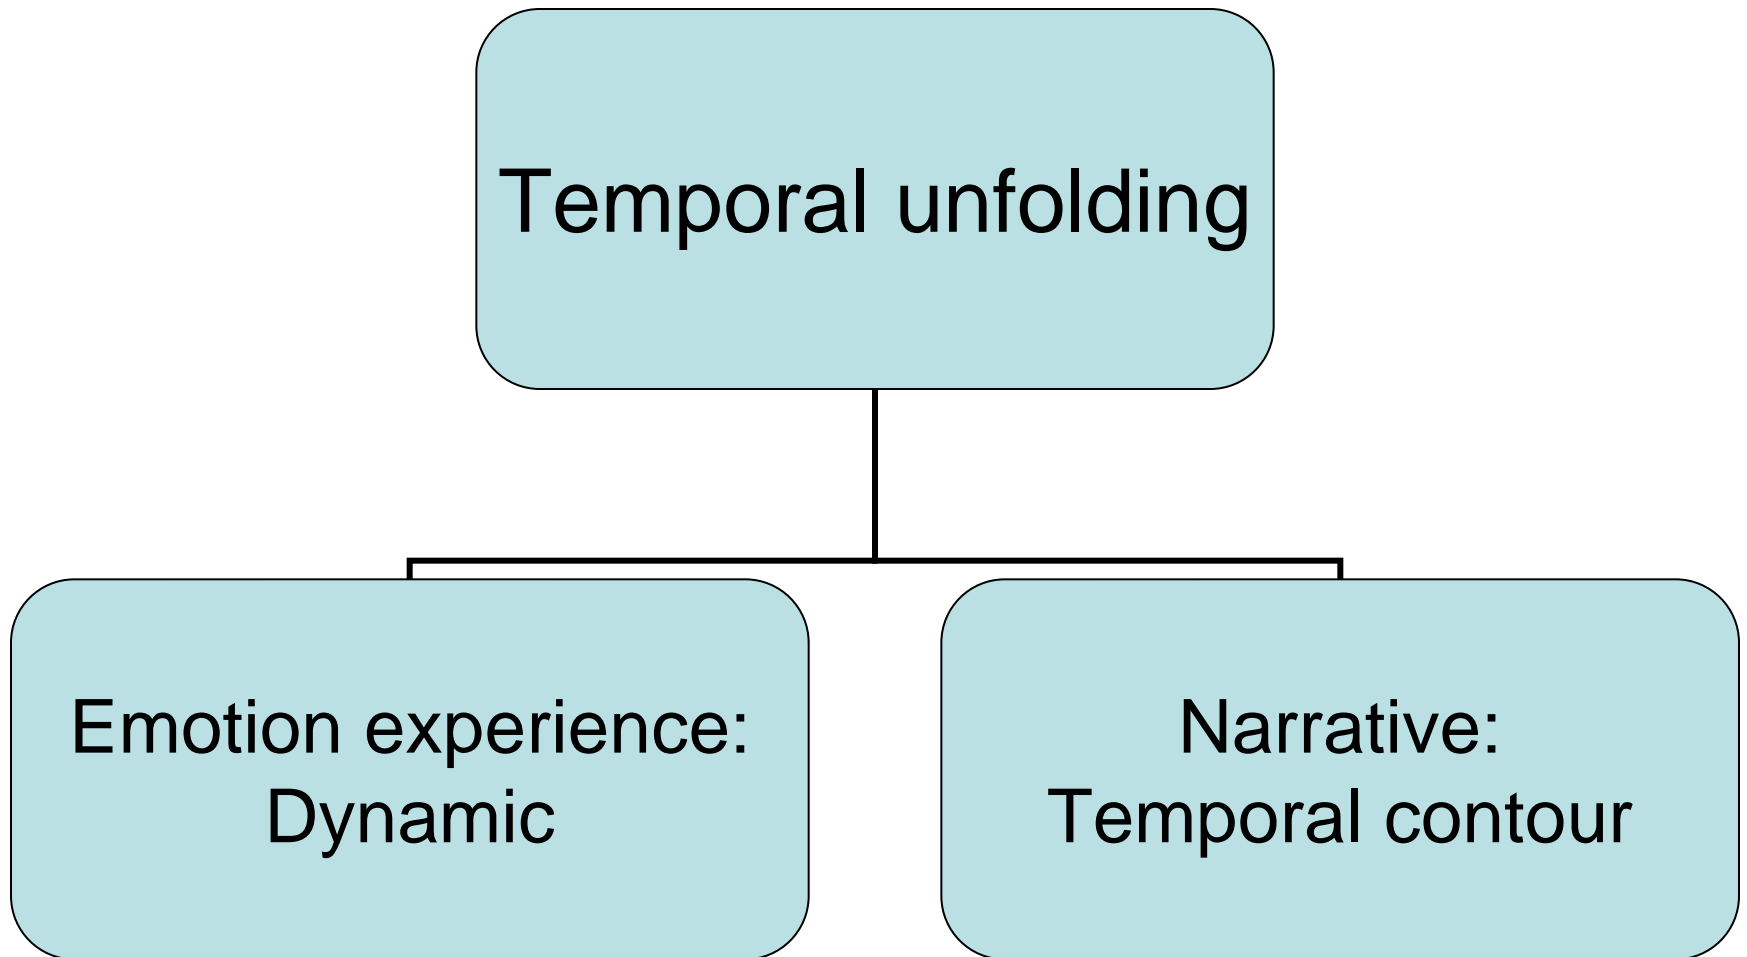 Temporal unfolding
Emotion experience:
Dynamic
Narrative:
Temporal contour